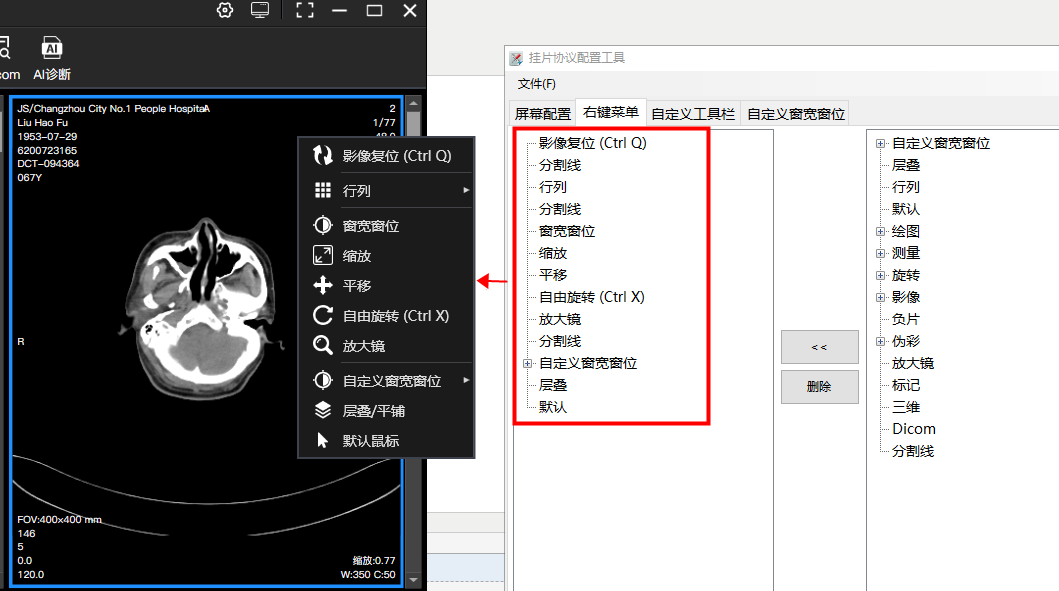 com
AI
AI诊断
JS/Changzhou City No.1 People HospitalA
2
Liu Hao Fu
1/77
1953-07-29
48.0
6200723165
DCT-094364
067Y
R
FOV:400x400 mm
146
5
0.0
缩放:0.77
120.0
W:350 C:50
影像复位 (Ctrl Q)
行列
窗宽窗位
缩放
平移
自由旋转 (Ctrl X)
放大镜
自定义窗宽窗位
层叠/平铺
默认鼠标
挂片协议配置工具
文件(F)
屏幕配置
右键菜单
自定义工具栏
自定义窗宽窗位
影像复位 (Ctrl Q)
分割线
行列
分割线
窗宽窗位
缩放
平移
自由旋转 (Ctrl X)
放大镜
分割线
自定义窗宽窗位
层叠
默认
<<
删除
自定义窗宽窗位
层叠
行列
默认
绘图
测量
旋转
影像
负片
伪彩
放大镜
标记
三维
Dicom
分割线